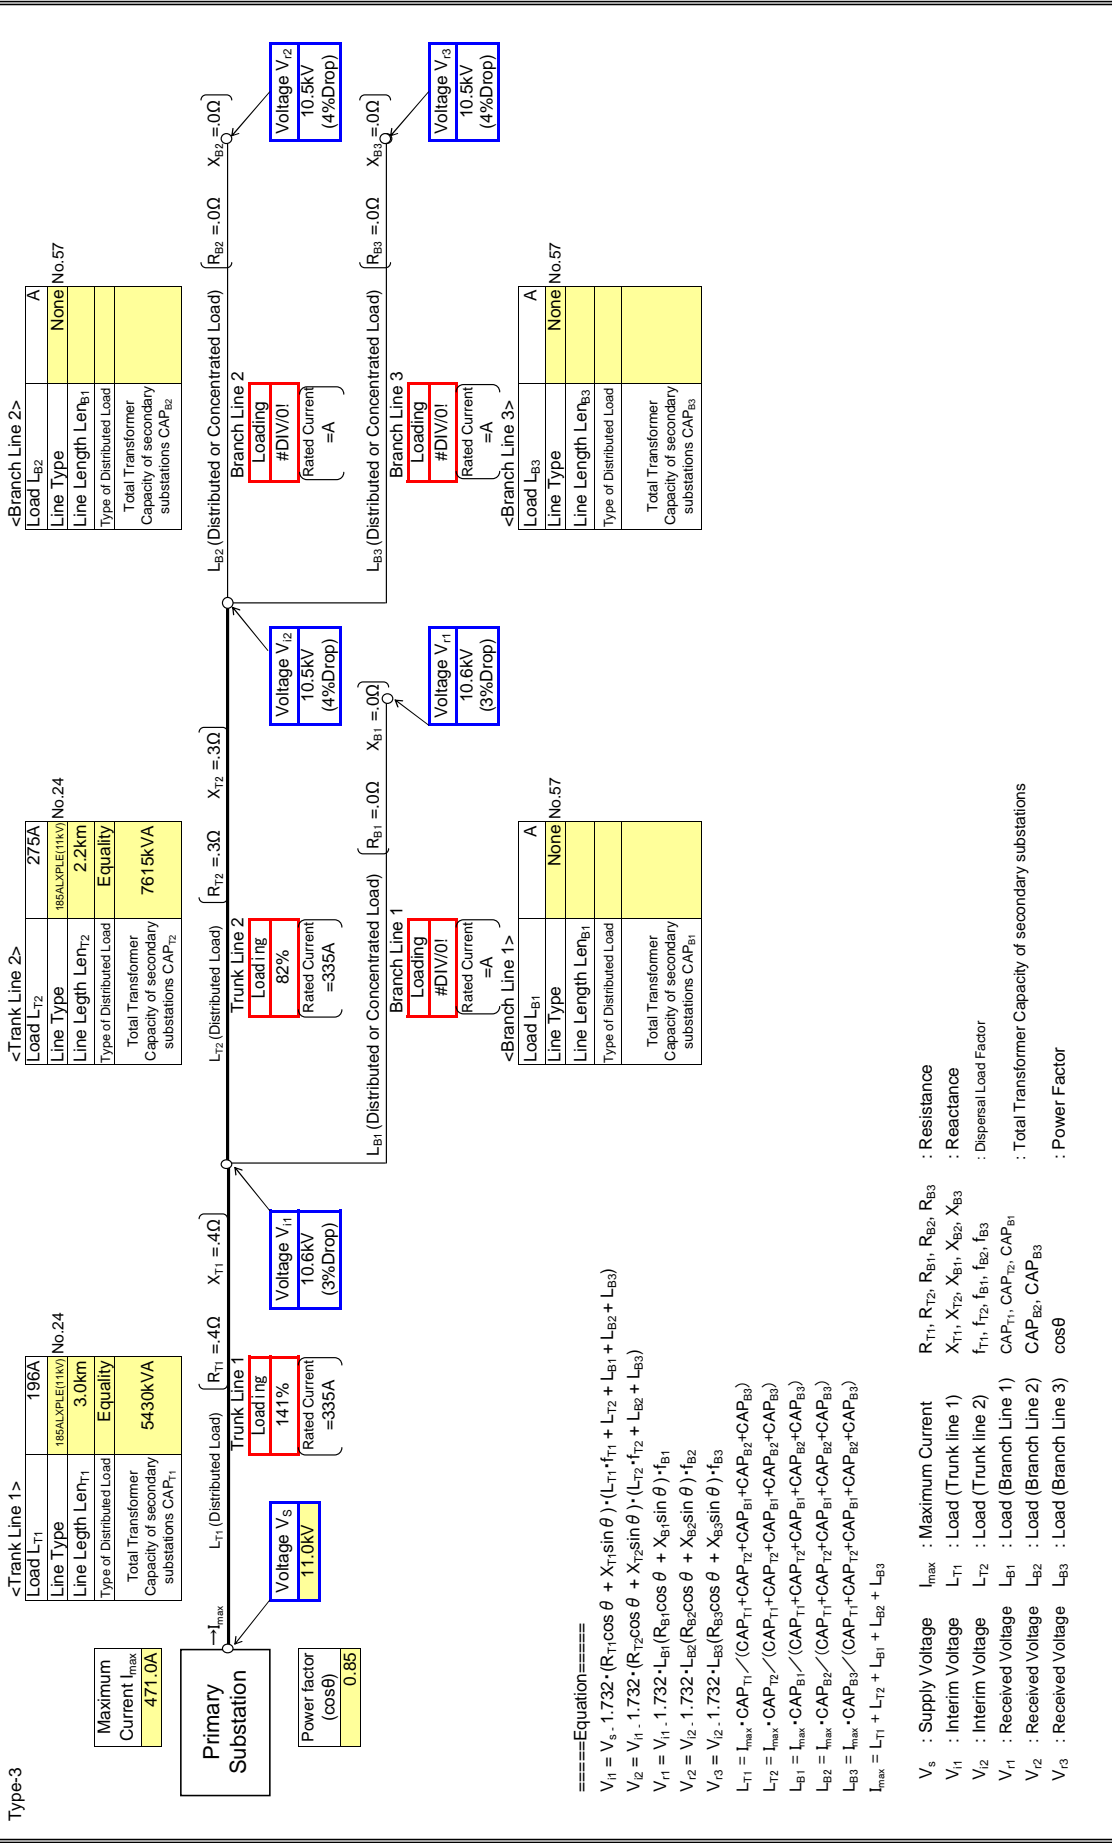 Type-3
Maximum
Current Imax
471.0A
Primary
Substation
Power factor
(cosθ)
0.85
→Imax
Voltage VS
11.0kV
<Trank Line 1>
Load LT1 196A
Line Type 185ALXPLE(11kV) No.24
Line Legth LenT1 3.0km
Type of Distributed Load Equality
Total Transformer
Capacity of secondary
substations CAPT1
5430kVA
LT1 (Distributed Load)
RT1 =.4Ω XT1 =.4Ω
Trunk Line 1
Loading
141%
Rated Current
=335A
Voltage Vi1
10.6kV
(3%Drop)
<Trank Line 2>
Load LT2 275A
Line Type 185ALXPLE(11kV) No.24
Line Legth LenT2 2.2km
Type of Distributed Load Equality
Total Transformer
Capacity of secondary
substations CAPT2
7615kVA
LT2 (Distributed Load)
RT2 =.3Ω XT2 =.3Ω
Trunk Line 2
Loading
82%
Rated Current
=335A
Voltage Vi2
10.5kV
(4%Drop)
LB1 (Distributed or Concentrated Load)
RB1 =.0Ω XB1 =.0Ω
Branch Line 1
Loading
#DIV/0!
Rated Current
=A
Voltage Vr1
10.6kV
(3%Drop)
<Branch Line 1>
Load LB1 A
Line Type None No.57
Line Length LenB1
Type of Distributed Load
Total Transformer
Capacity of secondary
substations CAPB1
<Branch Line 2>
Load LB2 A
Line Type None No.57
Line Length LenB1
Type of Distributed Load
Total Transformer
Capacity of secondary
substations CAPB2
LB2 (Distributed or Concentrated Load)
RB2 =.0Ω XB2 =.0Ω
Branch Line 2
Loading
#DIV/0!
Rated Current
=A
Voltage Vr2
10.5kV
(4%Drop)
LB3 (Distributed or Concentrated Load)
RB3 =.0Ω XB3 =.0Ω
Branch Line 3
Loading
#DIV/0!
Rated Current
=A
Voltage Vr3
10.5kV
(4%Drop)
<Branch Line 3>
Load LB3 A
Line Type None No.57
Line Length LenB3
Type of Distributed Load
Total Transformer
Capacity of secondary
substations CAPB3
=====Equation=====
Vi1 = Vs - 1.732・(RT1cos θ + XT1sin θ)・(LT1・fT1 + LT2 + LB1 + LB2 + LB3)
Vi2 = Vi1 - 1.732・(RT2cos θ + XT2sin θ)・(LT2・fT2 + LB2 + LB3)
Vr1 = Vi1 - 1.732・LB1(RB1cos θ + XB1sin θ)・fB1
Vr2 = Vi2 - 1.732・LB2(RB2cos θ + XB2sin θ)・fB2
Vr3 = Vi2 - 1.732・LB3(RB3cos θ + XB3sin θ)・fB3
LT1 = Imax・CAPT1／(CAPT1+CAPT2+CAPB1+CAPB2+CAPB3)
LT2 = Imax・CAPT2／(CAPT1+CAPT2+CAPB1+CAPB2+CAPB3)
LB1 = Imax・CAPB1／(CAPT1+CAPT2+CAPB1+CAPB2+CAPB3)
LB2 = Imax・CAPB2／(CAPT1+CAPT2+CAPB1+CAPB2+CAPB3)
LB3 = Imax・CAPB3／(CAPT1+CAPT2+CAPB1+CAPB2+CAPB3)
Imax = LT1 + LT2 + LB1 + LB2 + LB3
Vs : Supply Voltage Imax : Maximum Current RT1, RT2, RB1, RB2, RB3 : Resistance
Vi1 : Interim Voltage LT1 : Load (Trunk line 1) XT1, XT2, XB1, XB2, XB3 : Reactance
Vi2 : Interim Voltage LT2 : Load (Trunk line 2) fT1, fT2, fB1, fB2, fB3 : Dispersal Load Factor
Vr1 : Received Voltage LB1 : Load (Branch Line 1) CAPT1, CAPT2, CAPB1 : Total Transformer Capacity of secondary substations
Vr2 : Received Voltage LB2 : Load (Branch Line 2) CAPB2, CAPB3
Vr3 : Received Voltage LB3 : Load (Branch Line 3) cosθ : Power Factor